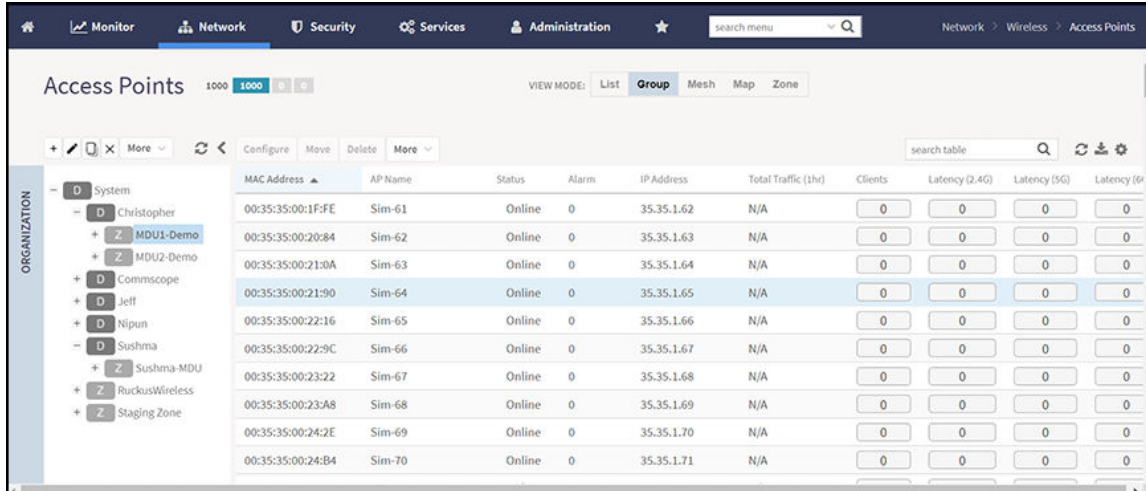 Monitor Network Security Services Administration search menu Network > Wireless > Access Points
Access Points 1000 1000 0 0 VIEW MODE: List Group Mesh Map Zone
+ More Configure Move Delete More search table
ORGANIZATION
− D System
− D Christopher
+ Z MDU1-Demo
+ Z MDU2-Demo
+ D Commscope
+ D Jeff
+ D Nipun
− D Sushma
+ Z Sushma-MDU
+ Z RuckusWireless
+ Z Staging Zone
MAC Address AP Name Status Alarm IP Address Total Traffic (1hr) Clients Latency (2.4G) Latency (5G) Latency (6
00:35:35:00:1F:FE Sim-61 Online 0 35.35.1.62 N/A 0 0 0 0
00:35:35:00:20:84 Sim-62 Online 0 35.35.1.63 N/A 0 0 0 0
00:35:35:00:21:0A Sim-63 Online 0 35.35.1.64 N/A 0 0 0 0
00:35:35:00:21:90 Sim-64 Online 0 35.35.1.65 N/A 0 0 0 0
00:35:35:00:22:16 Sim-65 Online 0 35.35.1.66 N/A 0 0 0 0
00:35:35:00:22:9C Sim-66 Online 0 35.35.1.67 N/A 0 0 0 0
00:35:35:00:23:22 Sim-67 Online 0 35.35.1.68 N/A 0 0 0 0
00:35:35:00:23:A8 Sim-68 Online 0 35.35.1.69 N/A 0 0 0 0
00:35:35:00:24:2E Sim-69 Online 0 35.35.1.70 N/A 0 0 0 0
00:35:35:00:24:B4 Sim-70 Online 0 35.35.1.71 N/A 0 0 0 0